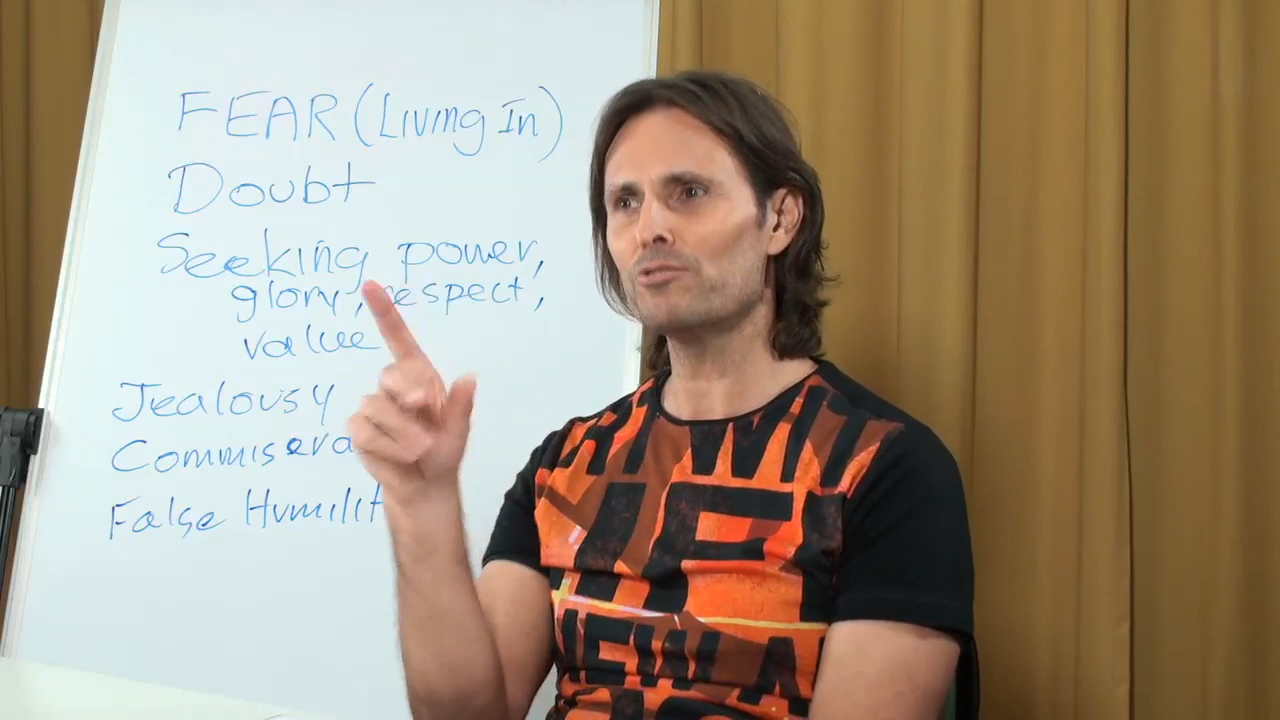 FEAR (Living In)
Doubt
Seeking power,
glory, respect,
value
Jealousy
Commisera
False Humilit